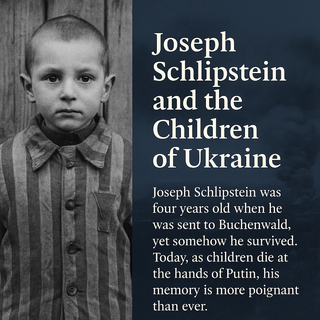 Joseph
Schlipstein
and the
Children
of Ukraine
Joseph Schlipstein was
four years old when he
was sent to Buchenwald,
yet somehow he survived.
Today, as children die at
the hands of Putin, his
memory is more poignant
than ever.